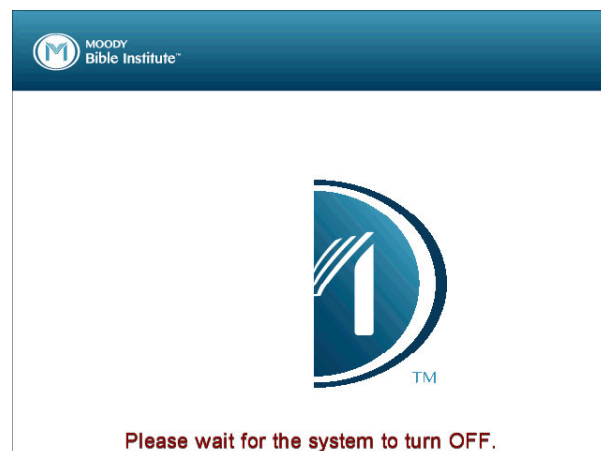 M
MOODY
Bible Institute™
TM
Please wait for the system to turn OFF.